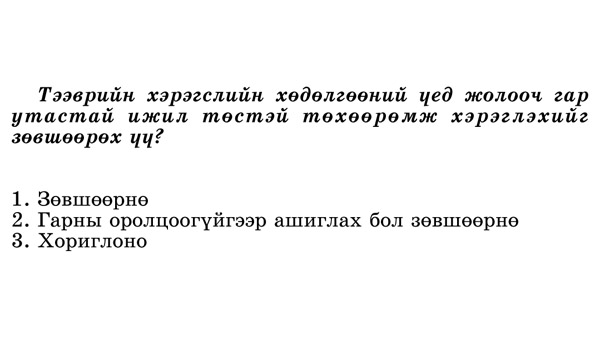 Тээврийн хэрэгслийн хөдөлгөөний үед жолооч гар
утастай ижил төстэй төхөөрөмж хэрэглэхийг
зөвшөөрөх үү?
1. Зөвшөөрнө
2. Гарны оролцоогүйгээр ашиглах бол зөвшөөрнө
3. Хориглоно